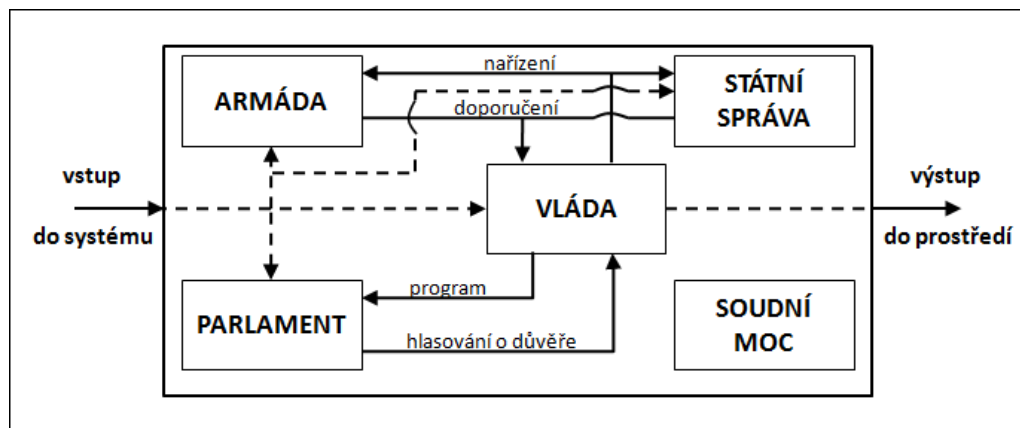 nařízení
ARMÁDA
STÁTNÍ
SPRÁVA
doporučení
vstup
do systému
VLÁDA
výstup
do prostředí
program
PARLAMENT
hlasování o důvěře
SOUDNÍ
MOC